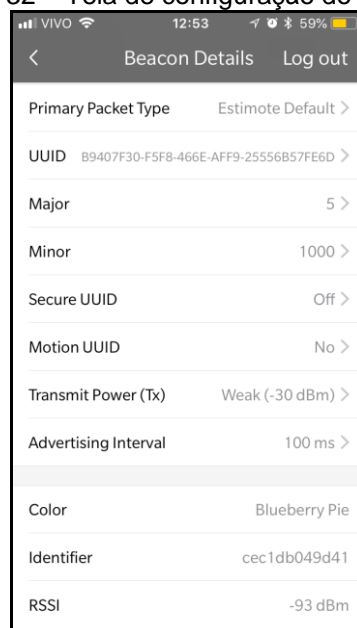 VIVO 12:53 59%
Beacon Details Log out
Primary Packet Type Estimote Default >
UUID B9407F30-F5F8-466E-AFF9-25556B57FE6D >
Major 5 >
Minor 1000 >
Secure UUID Off >
Motion UUID No >
Transmit Power (Tx) Weak (-30 dBm) >
Advertising Interval 100 ms >
Color Blueberry Pie
Identifier cec1db049d41
RSSI -93 dBm